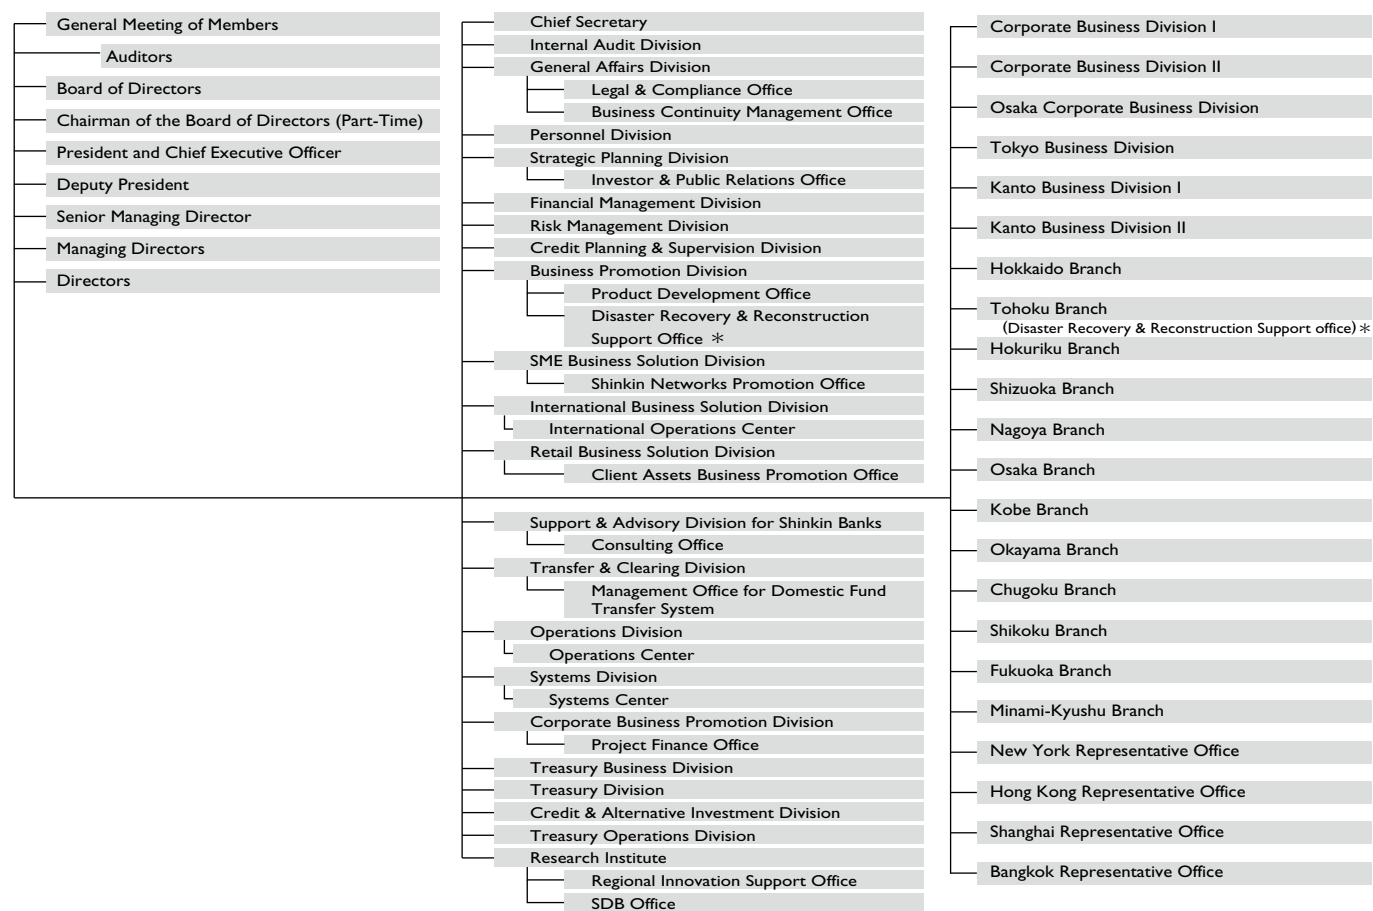 General Meeting of Members
Auditors
Board of Directors
Chairman of the Board of Directors (Part-Time)
President and Chief Executive Officer
Deputy President
Senior Managing Director
Managing Directors
Directors
Chief Secretary
Internal Audit Division
General Affairs Division
Legal & Compliance Office
Business Continuity Management Office
Personnel Division
Strategic Planning Division
Investor & Public Relations Office
Financial Management Division
Risk Management Division
Credit Planning & Supervision Division
Business Promotion Division
Product Development Office
Disaster Recovery & Reconstruction
Support Office ＊
SME Business Solution Division
Shinkin Networks Promotion Office
International Business Solution Division
International Operations Center
Retail Business Solution Division
Client Assets Business Promotion Office
Support & Advisory Division for Shinkin Banks
Consulting Office
Transfer & Clearing Division
Management Office for Domestic Fund
Transfer System
Operations Division
Operations Center
Systems Division
Systems Center
Corporate Business Promotion Division
Project Finance Office
Treasury Business Division
Treasury Division
Credit & Alternative Investment Division
Treasury Operations Division
Research Institute
Regional Innovation Support Office
SDB Office
Corporate Business Division I
Corporate Business Division II
Osaka Corporate Business Division
Tokyo Business Division
Kanto Business Division I
Kanto Business Division II
Hokkaido Branch
Tohoku Branch
(Disaster Recovery & Reconstruction Support office)＊
Hokuriku Branch
Shizuoka Branch
Nagoya Branch
Osaka Branch
Kobe Branch
Okayama Branch
Chugoku Branch
Shikoku Branch
Fukuoka Branch
Minami-Kyushu Branch
New York Representative Office
Hong Kong Representative Office
Shanghai Representative Office
Bangkok Representative Office